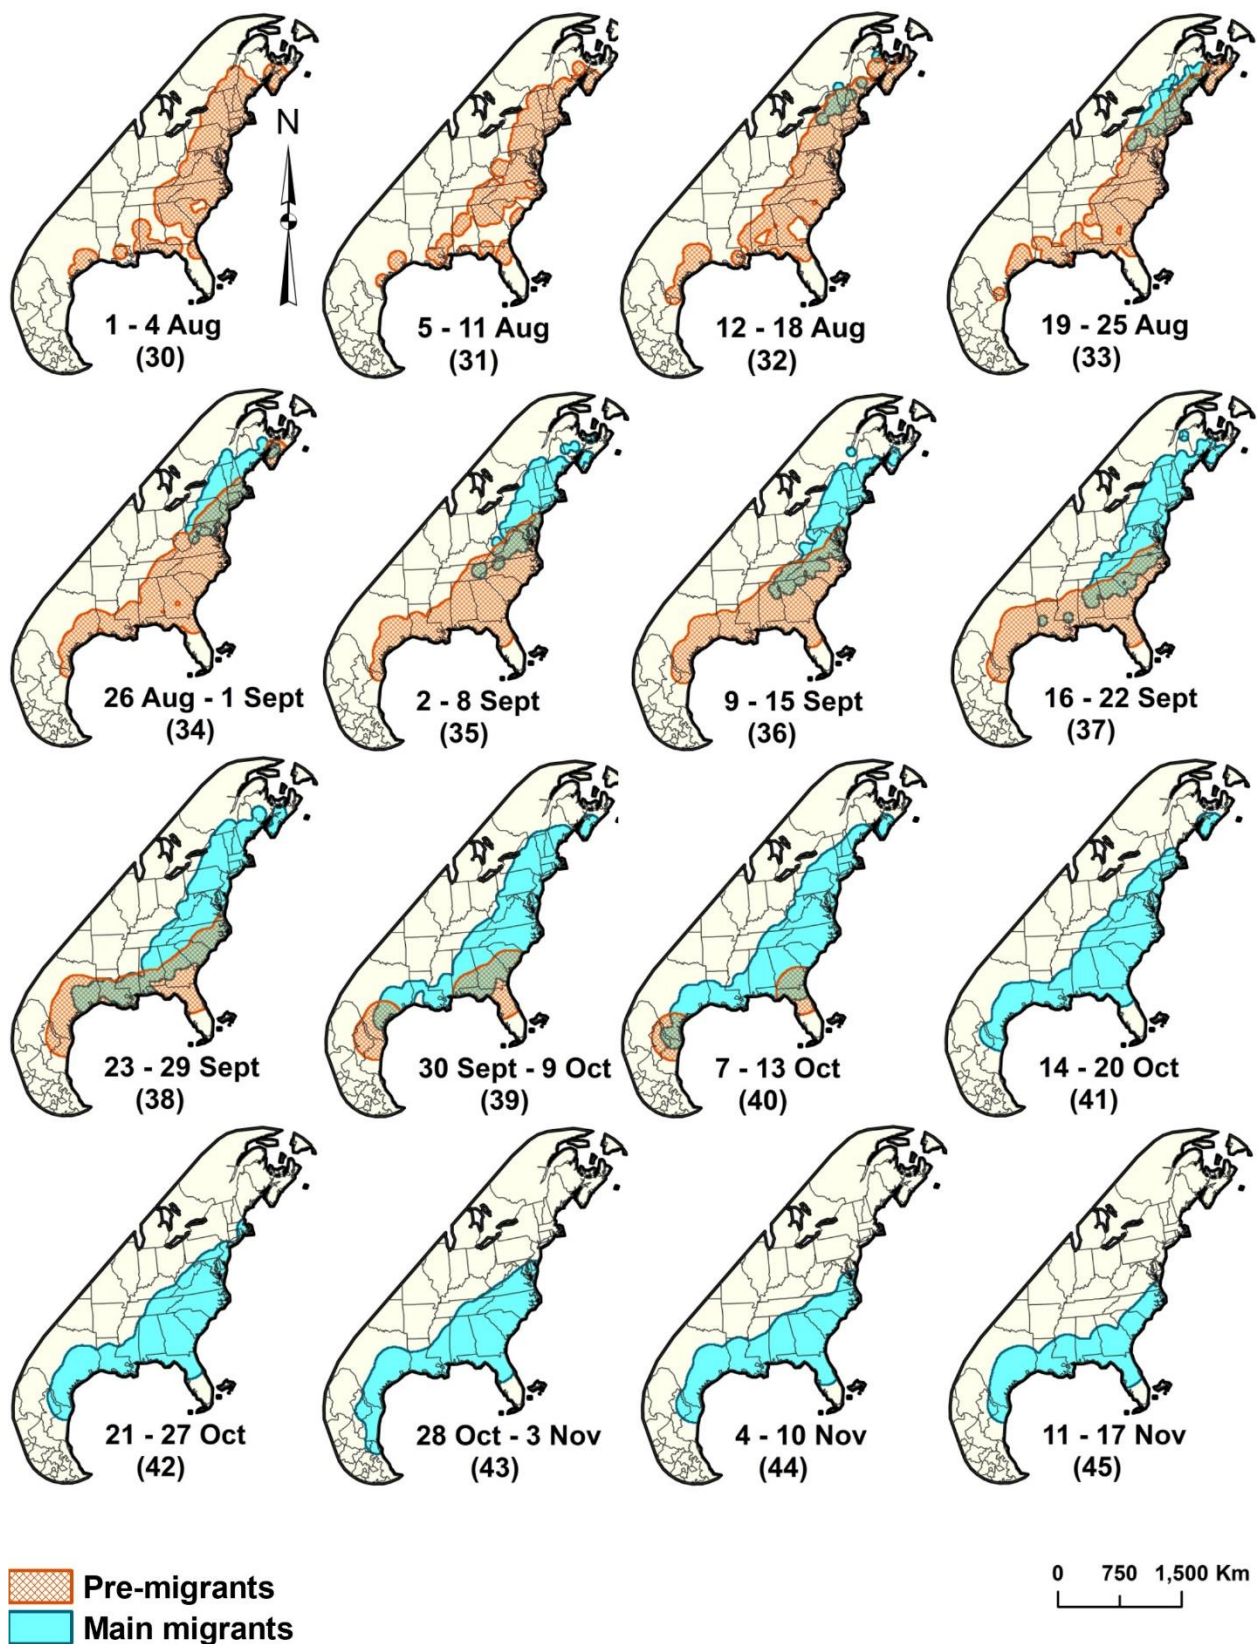 N
1 - 4 Aug
(30)
5 - 11 Aug
(31)
12 - 18 Aug
(32)
19 - 25 Aug
(33)
26 Aug - 1 Sept
(34)
2 - 8 Sept
(35)
9 - 15 Sept
(36)
16 - 22 Sept
(37)
23 - 29 Sept
(38)
30 Sept - 9 Oct
(39)
7 - 13 Oct
(40)
14 - 20 Oct
(41)
21 - 27 Oct
(42)
28 Oct - 3 Nov
(43)
4 - 10 Nov
(44)
11 - 17 Nov
(45)
Pre-migrants
Main migrants
0 750 1,500 Km